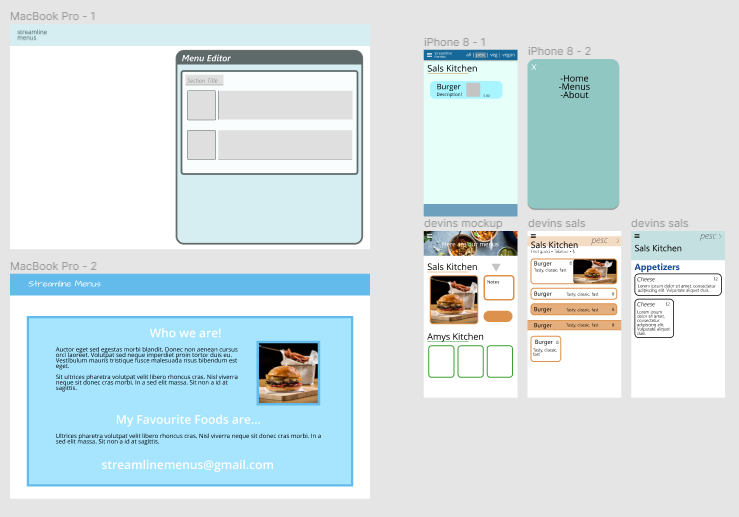 MacBook Pro - 1
streamline
menus
Menu Editor
Section Title
MacBook Pro - 2
Streamline Menus
Who we are!
Auctor eget sed egestas morbi blandit. Donec non aenean cursus
orci laoreet. Volutpat sed neque imperdiet proin tortor duis eu.
Vestibulum mauris tristique fusce malesuada risus bibendum est
eget.
Sit ultrices pharetra volutpat velit libero rhoncus cras. Nisl viverra
neque sit donec cras morbi. In a sed elit massa. Sit non a id at
sagittis.
My Favourite Foods are...
Ultrices pharetra volutpat velit libero rhoncus cras. Nisl viverra neque sit donec cras morbi. In a
sed elit massa. Sit non a id at sagittis.
streamlinemenus@gmail.com
iPhone 8 - 1
streamline
menus
all | pesc | veg | vegan
Sals Kitchen
Burger
Description!
iPhone 8 - 2
X
-Home
-Menus
-About
devins mockup
Here are our menus
Sals Kitchen
Notes
Amys Kitchen
devins sals
pesc >
Sals Kitchen
Burger 8
Tasty, classic, fast
Burger Tasty, classic, fast 8
Burger Tasty, classic, fast 8
Burger Tasty, classic, fast 8
Burger 8
Tasty, classic,
fast
devins sals
pesc >
Sals Kitchen
Appetizers
Cheese 12
Lorem ipsum dolor sit amet, consectetur
adipiscing elit. Vulputate aliquet duis.
Cheese 12
Lorem ipsum
dolor sit
amet,
consectetur
adipiscing
elit. Vulputate
aliquet duis.